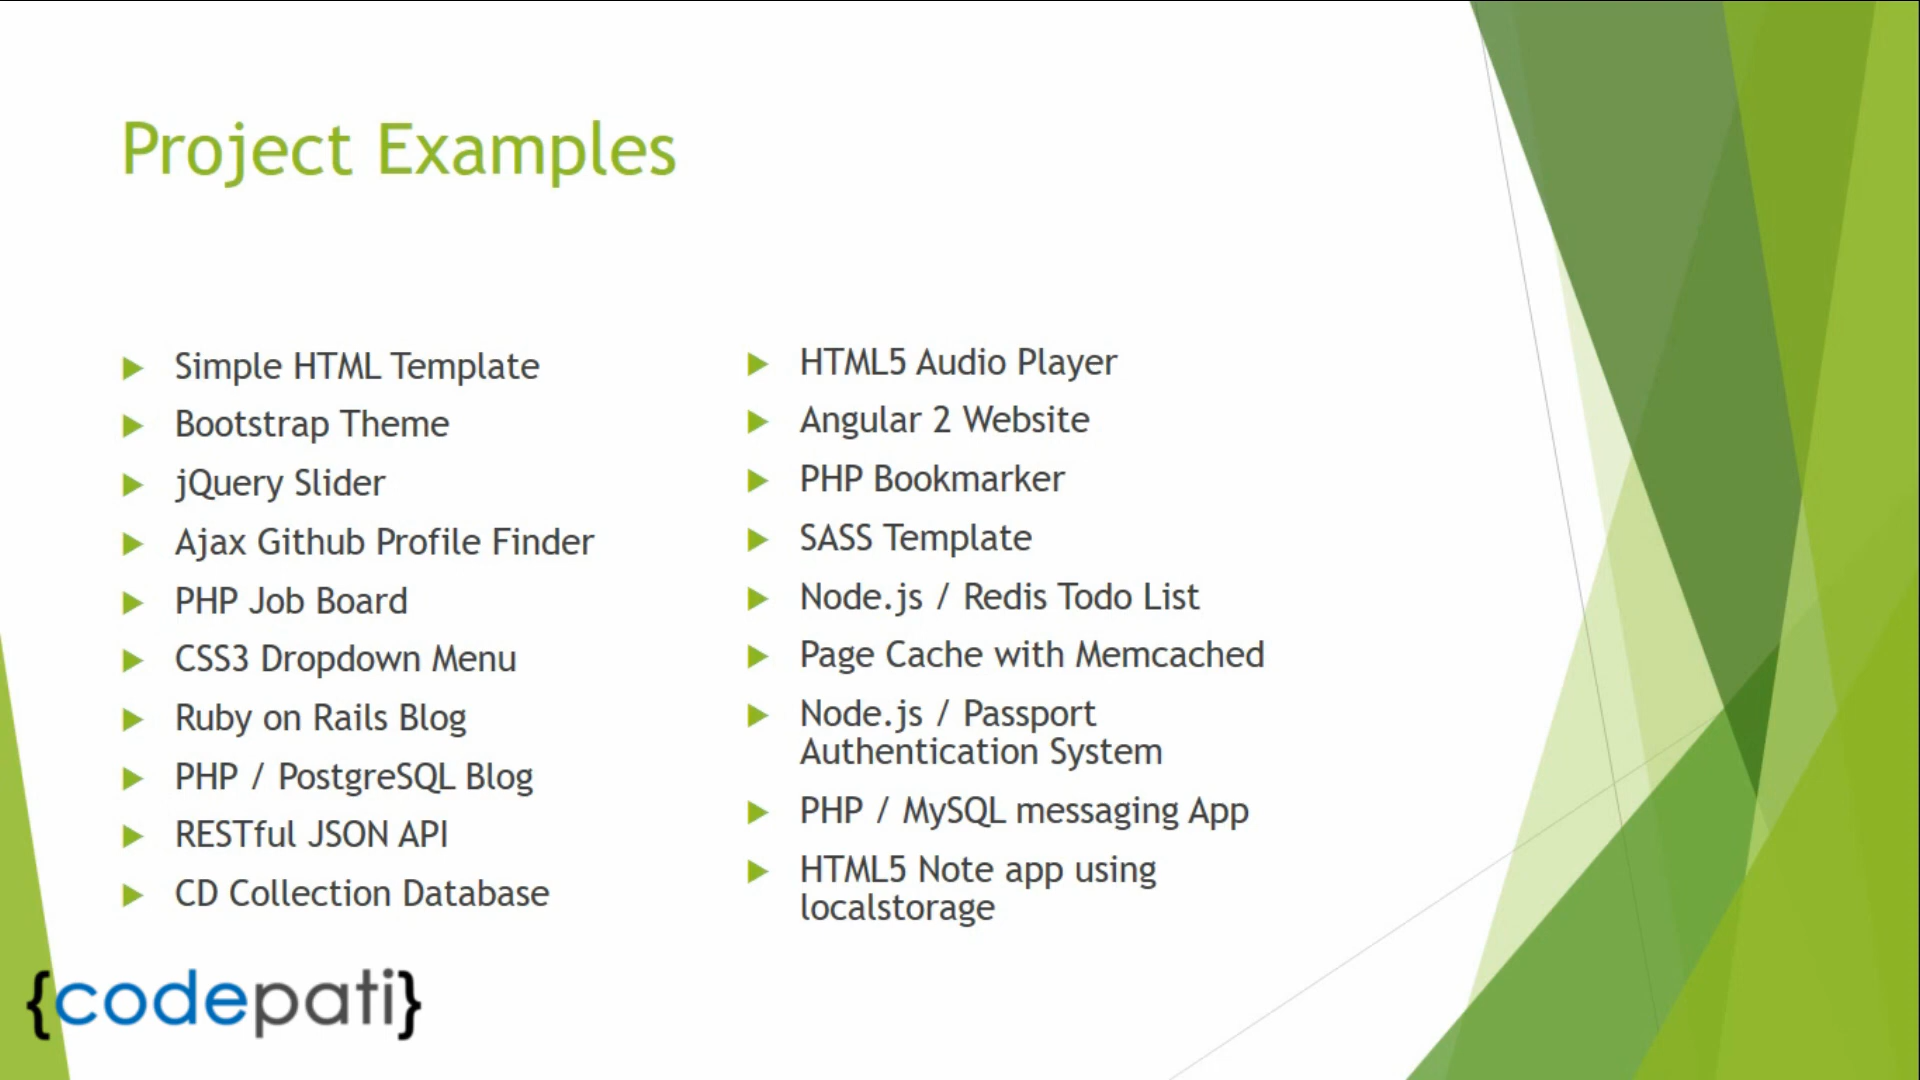 Project Examples
Simple HTML Template
Bootstrap Theme
jQuery Slider
Ajax Github Profile Finder
PHP Job Board
CSS3 Dropdown Menu
Ruby on Rails Blog
PHP / PostgreSQL Blog
RESTful JSON API
CD Collection Database
HTML5 Audio Player
Angular 2 Website
PHP Bookmarker
SASS Template
Node.js / Redis Todo List
Page Cache with Memcached
Node.js / Passport
Authentication System
PHP / MySQL messaging App
HTML5 Note app using
localstorage
{codepati}